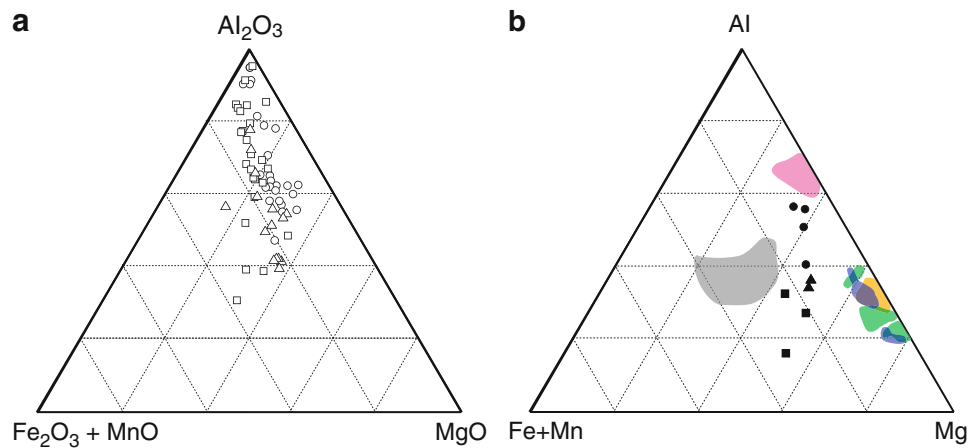 a
Al₂O₃
Fe₂O₃ + MnO
MgO
b
Al
Fe+Mn
Mg